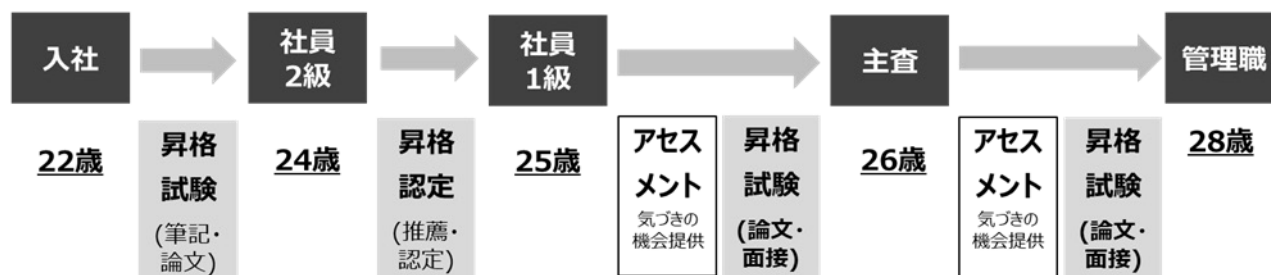 入社
社員
2級
社員
1級
主査
管理職
22歳
昇格
試験
(筆記・
論文)
24歳
昇格
認定
(推薦・
認定)
25歳
アセス
メント
気づきの
機会提供
昇格
試験
(論文・
面接)
26歳
アセス
メント
気づきの
機会提供
昇格
試験
(論文・
面接)
28歳